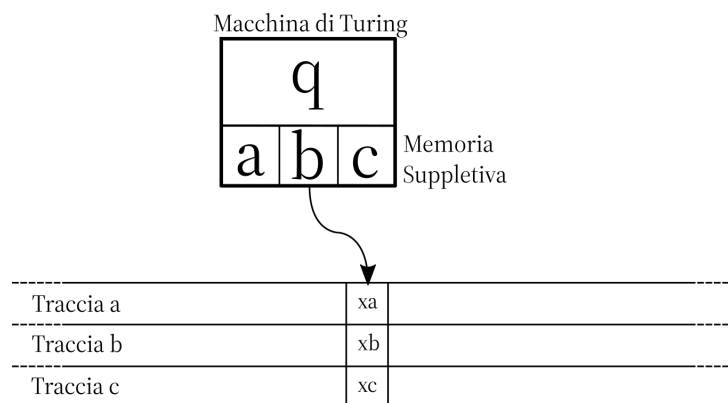 Macchina di Turing
q
a b c
Memoria
Suppletiva
Traccia a xa
Traccia b xb
Traccia c xc